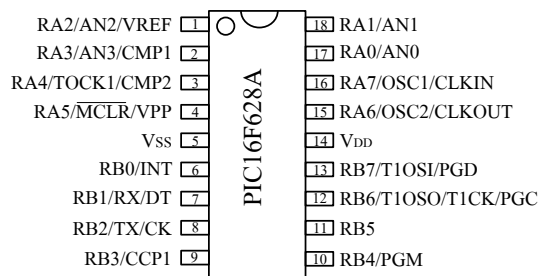 RA2/AN2/VREF 1 18 RA1/AN1
RA3/AN3/CMP1 2 17 RA0/AN0
RA4/TOCK1/CMP2 3 16 RA7/OSC1/CLKIN
RA5/MCLR/VPP 4 15 RA6/OSC2/CLKOUT
Vss 5 14 VDD
RB0/INT 6 13 RB7/T1OSI/PGD
RB1/RX/DT 7 12 RB6/T1OSO/T1CK/PGC
RB2/TX/CK 8 11 RB5
RB3/CCP1 9 10 RB4/PGM
PIC16F628A